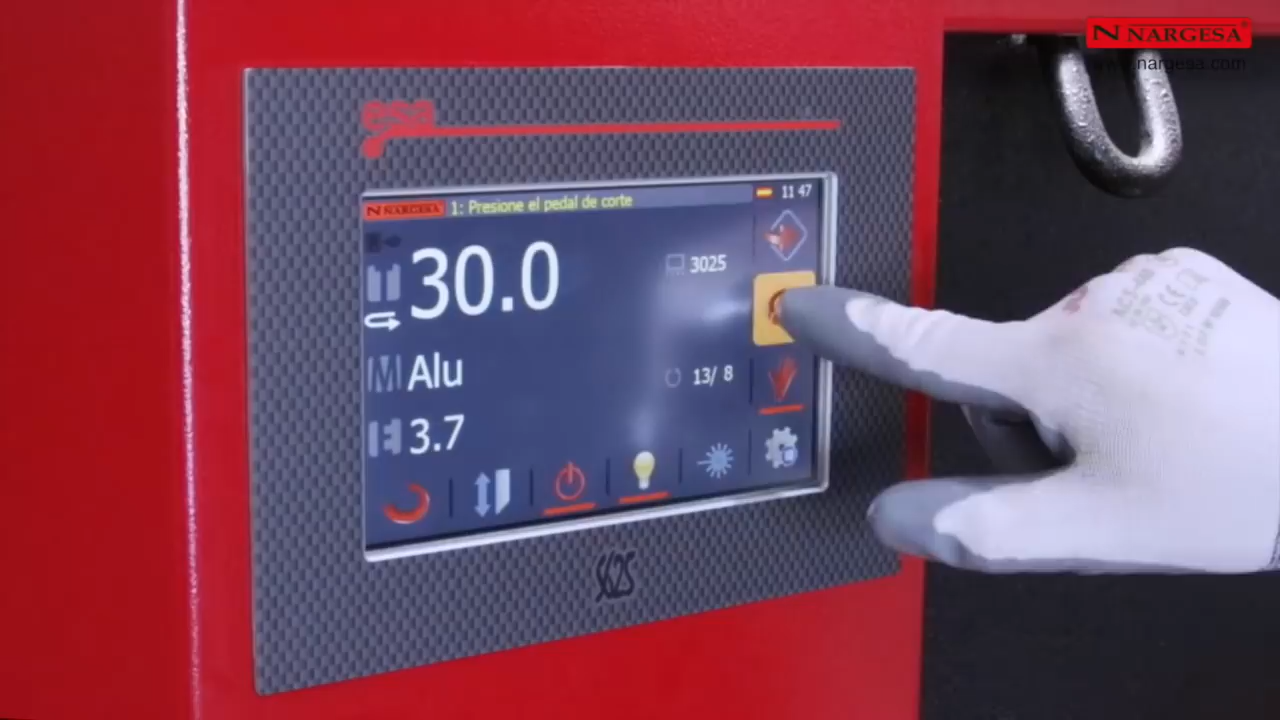 NARGESA
www.nargesa.com
asa
NARGESA 1: Presione el pedal de corte 11 47
30.0
3025
Alu
13/ 8
3.7